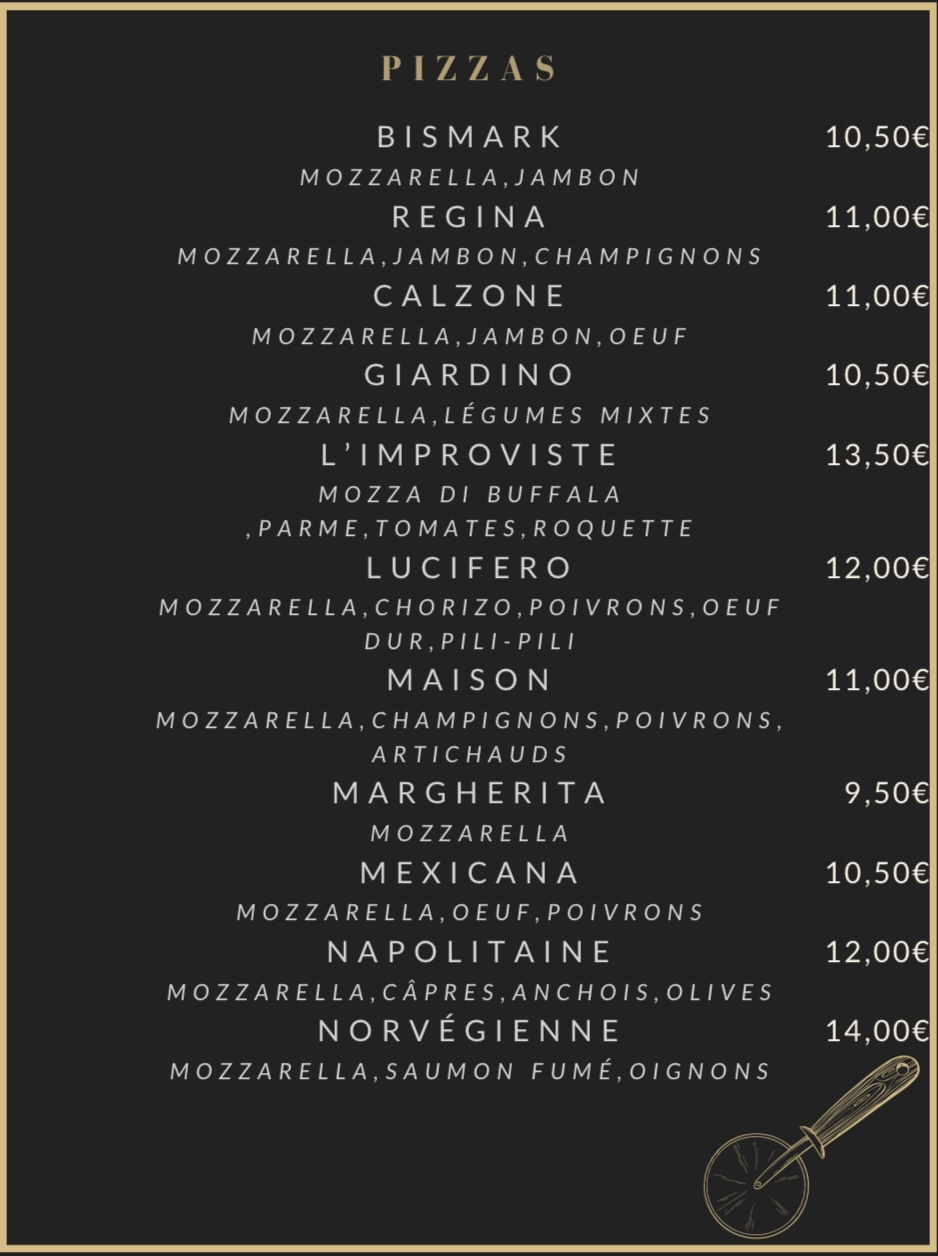 PIZZAS
BISMARK 10,50€
MOZZARELLA,JAMBON
REGINA 11,00€
MOZZARELLA,JAMBON,CHAMPIGNONS
CALZONE 11,00€
MOZZARELLA,JAMBON,OEUF
GIARDINO 10,50€
MOZZARELLA,LÉGUMES MIXTES
L’IMPROVISTE 13,50€
MOZZA DI BUFFALA
,PARME,TOMATES,ROQUETTE
LUCIFERO 12,00€
MOZZARELLA,CHORIZO,POIVRONS,OEUF
DUR,PILI-PILI
MAISON 11,00€
MOZZARELLA,CHAMPIGNONS,POIVRONS,
ARTICHAUDS
MARGHERITA 9,50€
MOZZARELLA
MEXICANA 10,50€
MOZZARELLA,OEUF,POIVRONS
NAPOLITAINE 12,00€
MOZZARELLA,CÂPRES,ANCHOIS,OLIVES
NORVÉGIENNE 14,00€
MOZZARELLA,SAUMON FUMÉ,OIGNONS